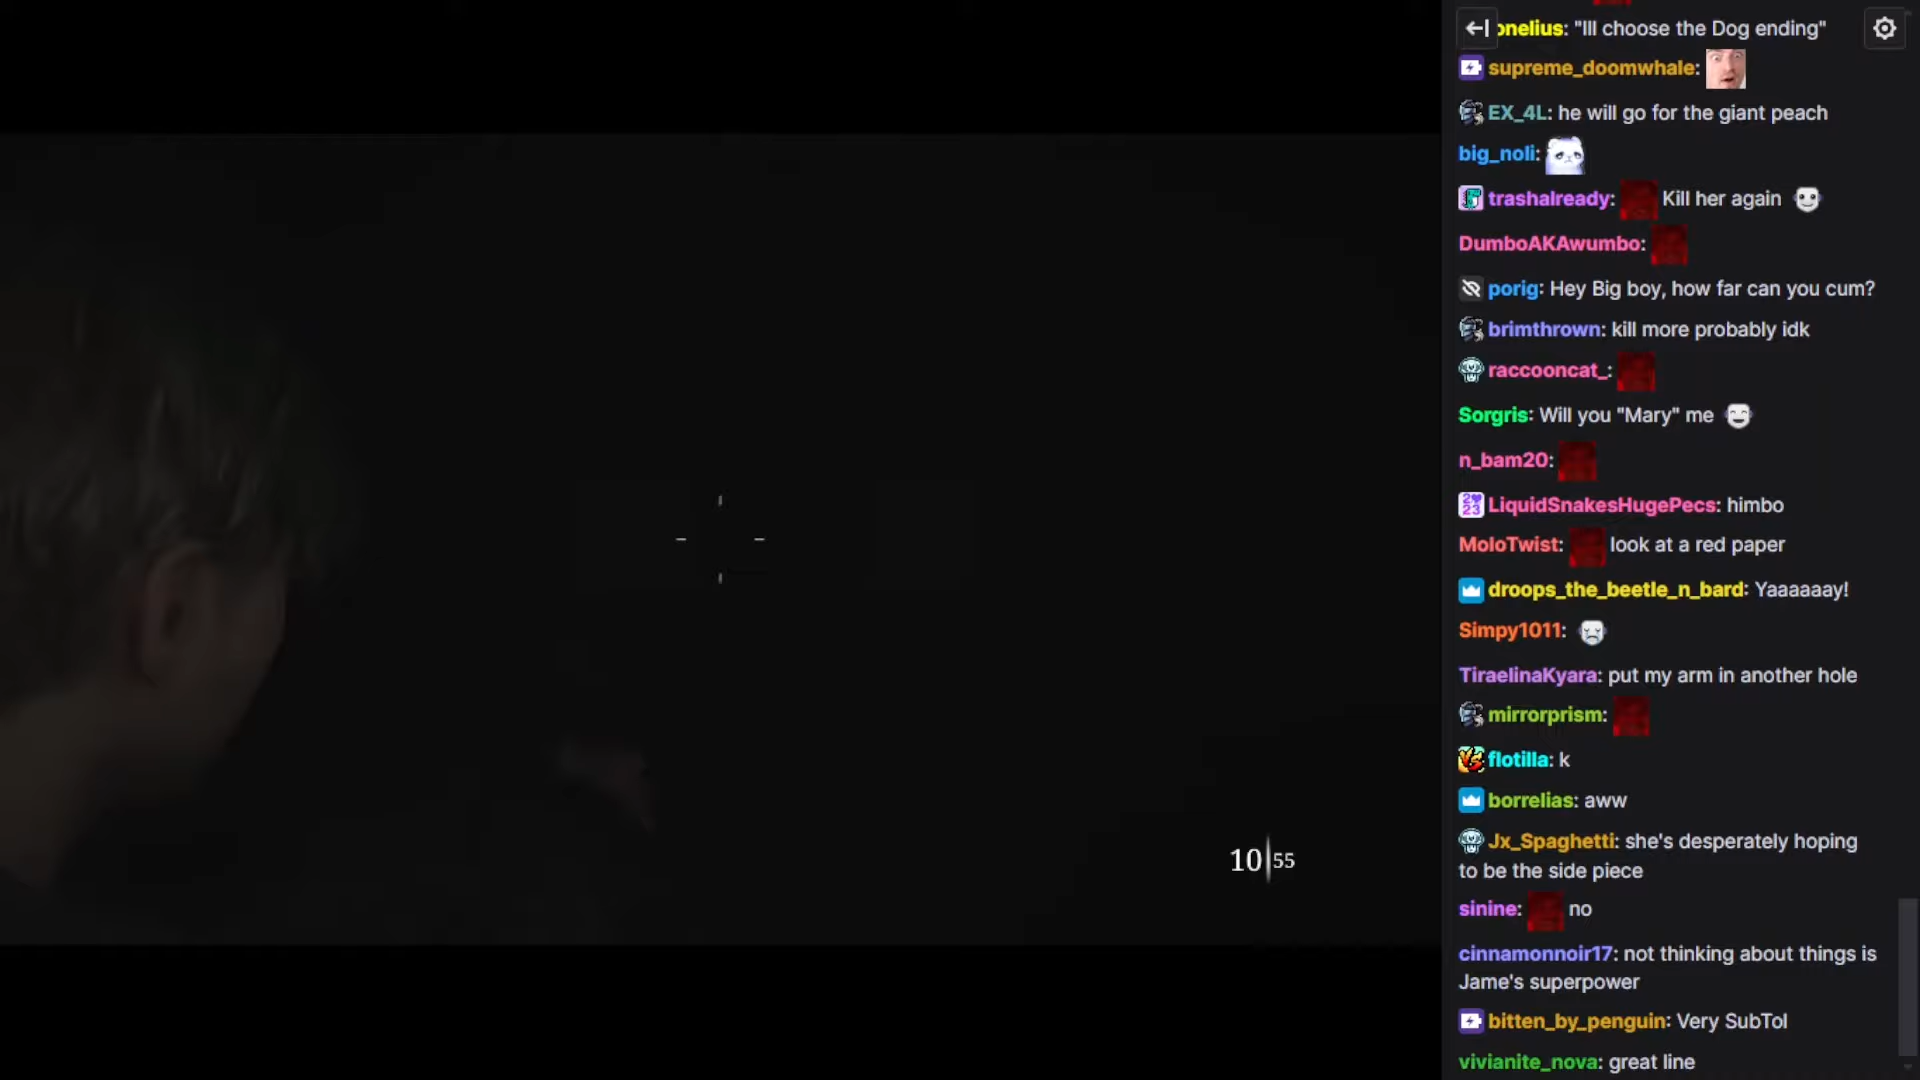 onelius: "Ill choose the Dog ending"
supreme_doomwhale:
EX_4L: he will go for the giant peach
big_noli:
trashalready: Kill her again
DumboAKAwumbo:
porig: Hey Big boy, how far can you cum?
brimthrown: kill more probably idk
raccooncat_:
Sorgris: Will you "Mary" me
n_bam20:
LiquidSnakesHugePecs: himbo
MoloTwist: look at a red paper
droops_the_beetle_n_bard: Yaaaaaay!
Simpy1011:
TiraelinaKyara: put my arm in another hole
mirrorprism:
flotilla: k
borrelias: aww
Jx_Spaghetti: she's desperately hoping
to be the side piece
sinine: no
cinnamonnoir17: not thinking about things is
Jame's superpower
bitten_by_penguin: Very SubTol
vivianite_nova: great line
10|55